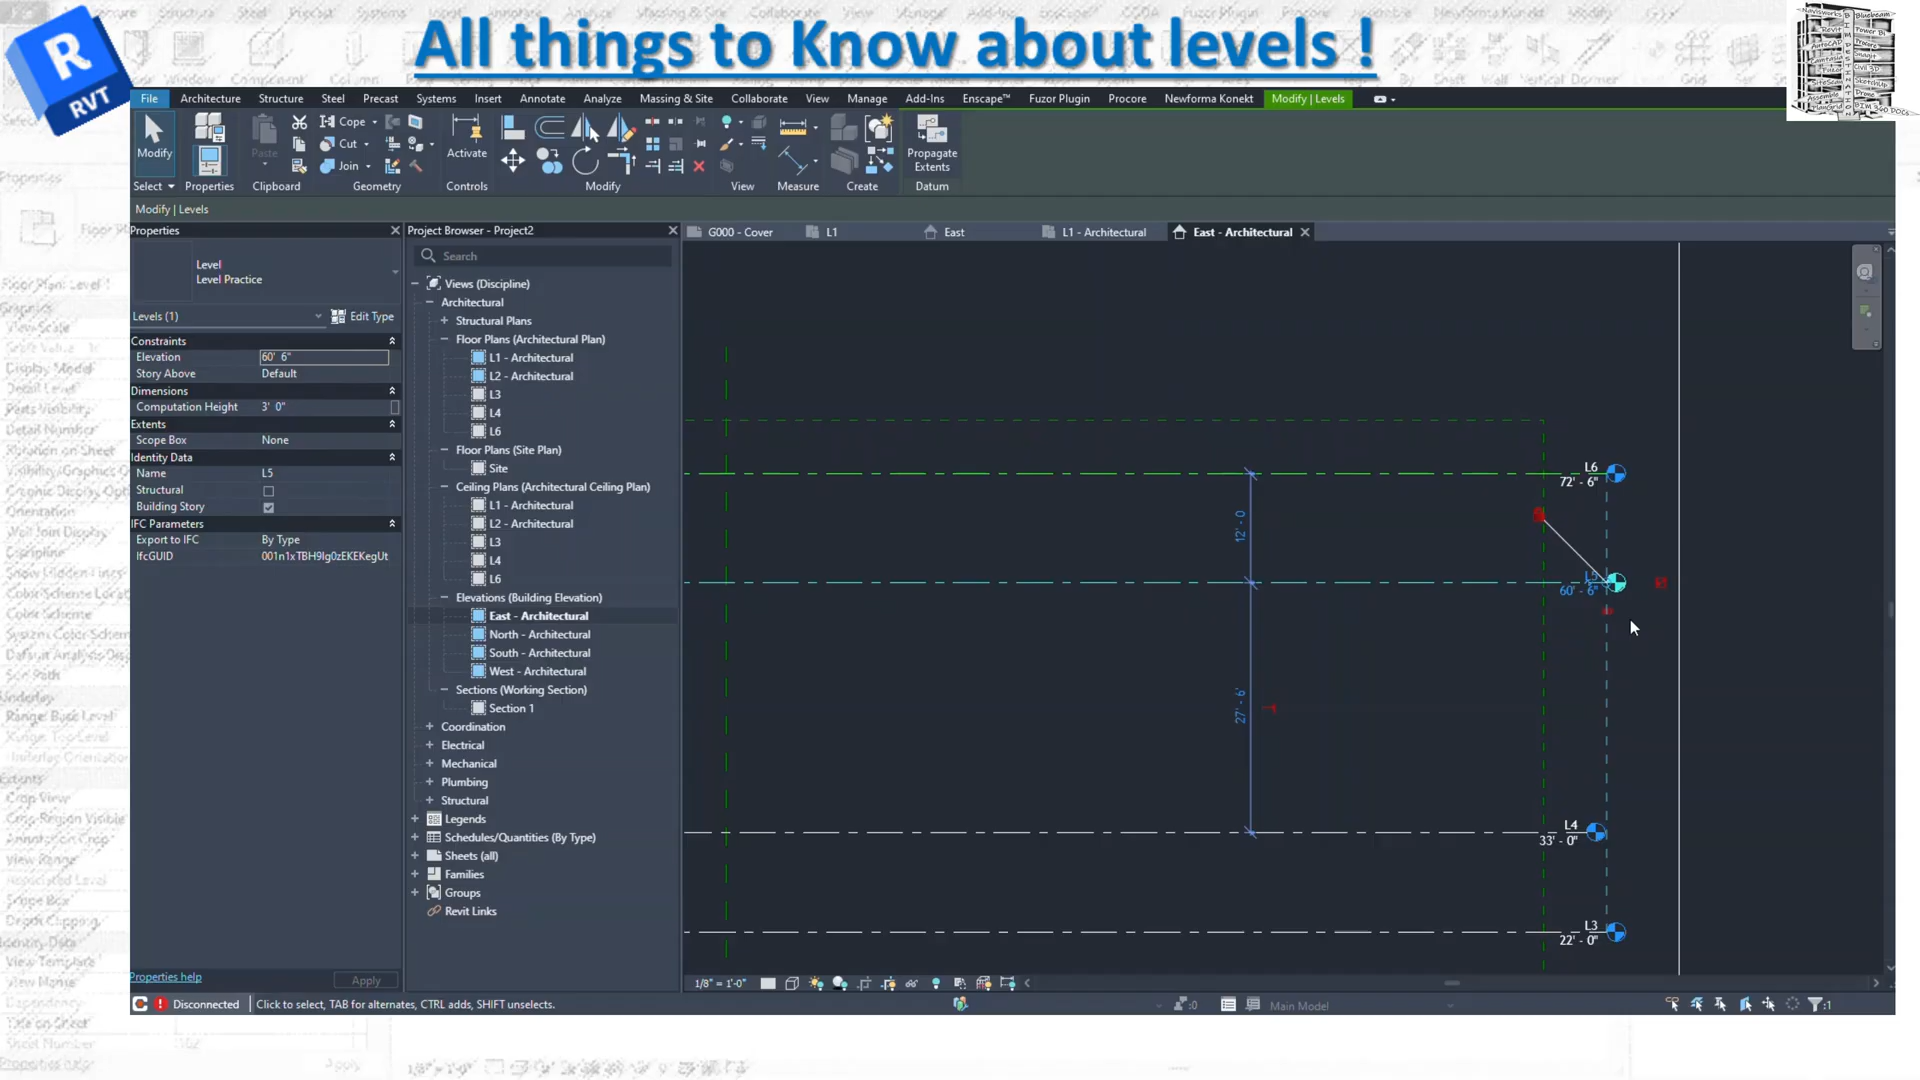 All things to Know about levels !
R
RVT
File Architecture Structure Steel Precast Systems Insert Annotate Analyze Massing & Site Collaborate View Manage Add-Ins Enscape™ Fuzor Plugin Procore Newforma Konekt Modify | Levels
Modify Paste Cope Cut Join Activate Propagate Extents
Select Properties Clipboard Geometry Controls Modify View Measure Create Datum
Modify | Levels
Properties
Level
Level Practice
Levels (1) Edit Type
Constraints
Elevation 60' 6"
Story Above Default
Dimensions
Computation Height 3' 0"
Extents
Scope Box None
Identity Data
Name L5
Structural
Building Story
IFC Parameters
Export to IFC By Type
IfcGUID 001n1xTBH9Ig0zEKEKegUt
Properties help Apply
Project Browser - Project2
Search
Views (Discipline)
Architectural
Structural Plans
Floor Plans (Architectural Plan)
L1 - Architectural
L2 - Architectural
L3
L4
L6
Floor Plans (Site Plan)
Site
Ceiling Plans (Architectural Ceiling Plan)
L1 - Architectural
L2 - Architectural
L3
L4
L6
Elevations (Building Elevation)
East - Architectural
North - Architectural
South - Architectural
West - Architectural
Sections (Working Section)
Section 1
Coordination
Electrical
Mechanical
Plumbing
Structural
Legends
Schedules/Quantities (By Type)
Sheets (all)
Families
Groups
Revit Links
G000 - Cover L1 East L1 - Architectural East - Architectural
L6
72' - 6"
12' - 0
L5
60' - 6"
27' - 6'
L4
33' - 0"
L3
22' - 0"
1/8" = 1'-0"
Disconnected Click to select, TAB for alternates, CTRL adds, SHIFT unselects.
:0 Main Model :1